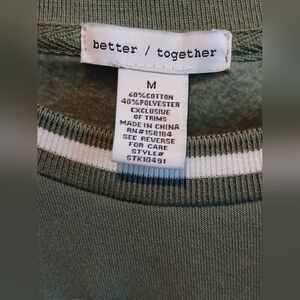 better / together
M
60%COTTON
40%POLYESTER
EXCLUSIVE
OF TRIMS
MADE IN CHINA
RN#158184
SEE REVERSE
FOR CARE
STYLE#
STK10491